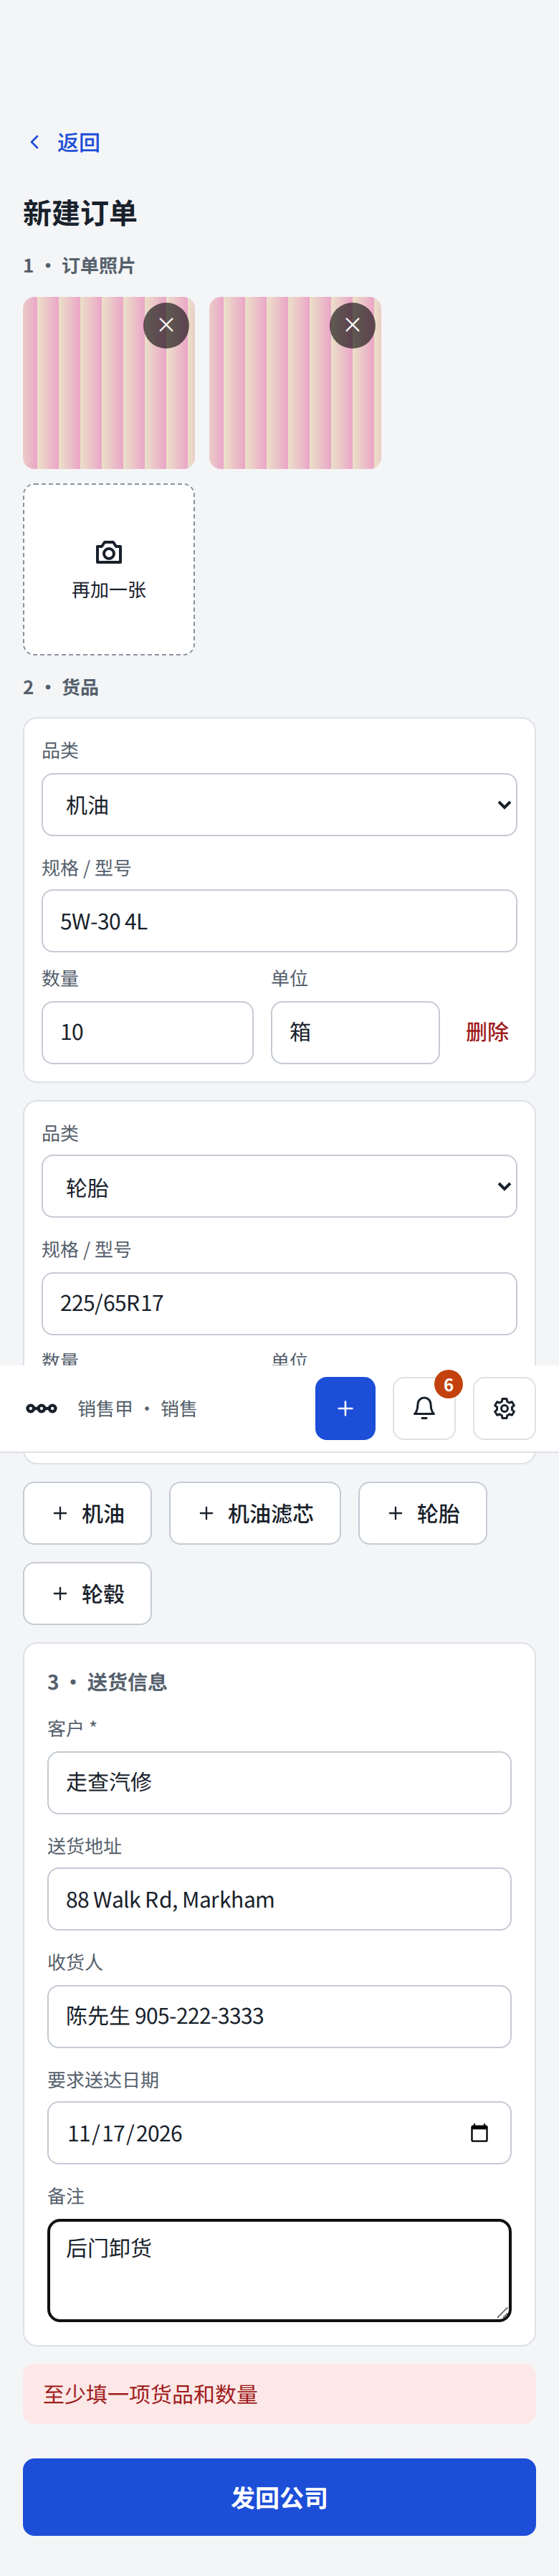 返回
新建订单
1 · 订单照片
再加一张
2 · 货品
品类
机油
规格 / 型号
5W-30 4L
数量 单位
10 箱 删除
品类
轮胎
规格 / 型号
225/65R17
数量 单位
销售甲 · 销售 + 6
+ 机油 + 机油滤芯 + 轮胎
+ 轮毂
3 · 送货信息
客户 *
走查汽修
送货地址
88 Walk Rd, Markham
收货人
陈先生 905-222-3333
要求送达日期
11/17/2026
备注
后门卸货
至少填一项货品和数量
发回公司